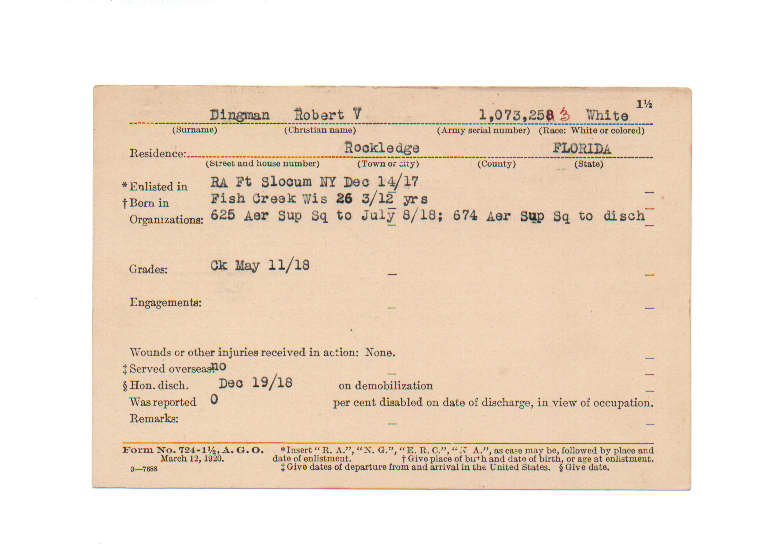 1½
Dingman Robert V 1,073,258 3 White
(Surname) (Christian name) (Army serial number) (Race: White or colored)
Residence: Rockledge FLORIDA
(Street and house number) (Town or city) (County) (State)
*Enlisted in RA Ft Slocum NY Dec 14/17
†Born in Fish Creek Wis 26 3/12 yrs
Organizations: 625 Aer Sup Sq to July 8/18; 674 Aer Sup Sq to disch
Grades: Ck May 11/18
Engagements:
Wounds or other injuries received in action: None.
‡Served overseas no
§Hon. disch. Dec 19/18 on demobilization
Was reported 0 per cent disabled on date of discharge, in view of occupation.
Remarks:
Form No. 724-1½, A. G. O. *Insert "R. A.", "N. G.", "E. R. C.", "N. A.", as case may be, followed by place and
March 12, 1920. date of enlistment. †Give place of birth and date of birth, or age at enlistment.
3—7688 ‡Give dates of departure from and arrival in the United States. §Give date.